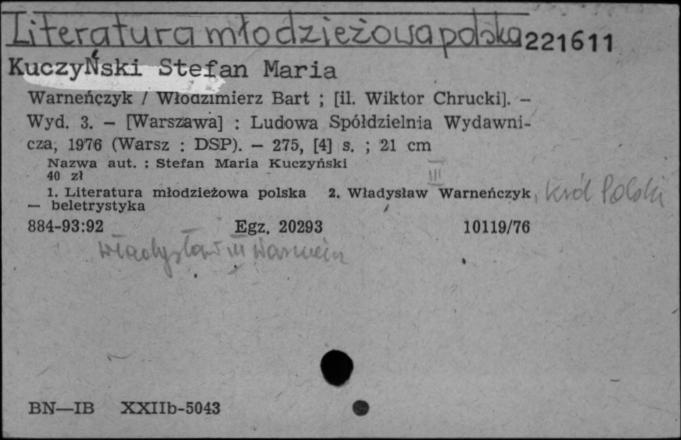 Literatura młodzieżowa polska 221611
KuczyŃski Stefan Maria
Warneńczyk / Włodzimierz Bart ; [il. Wiktor Chrucki]. –
Wyd. 3. – [Warszawa] : Ludowa Spółdzielnia Wydawni-
cza, 1976 (Warsz : DSP). – 275, [4] s. ; 21 cm
Nazwa aut. : Stefan Maria Kuczyński
40 zł
III
1. Literatura młodzieżowa polska 2. Władysław Warneńczyk, król Polski
— beletrystyka
884-93:92 Egz. 20293 10119/76
Władysław III
BN—IB XXIIb-5043